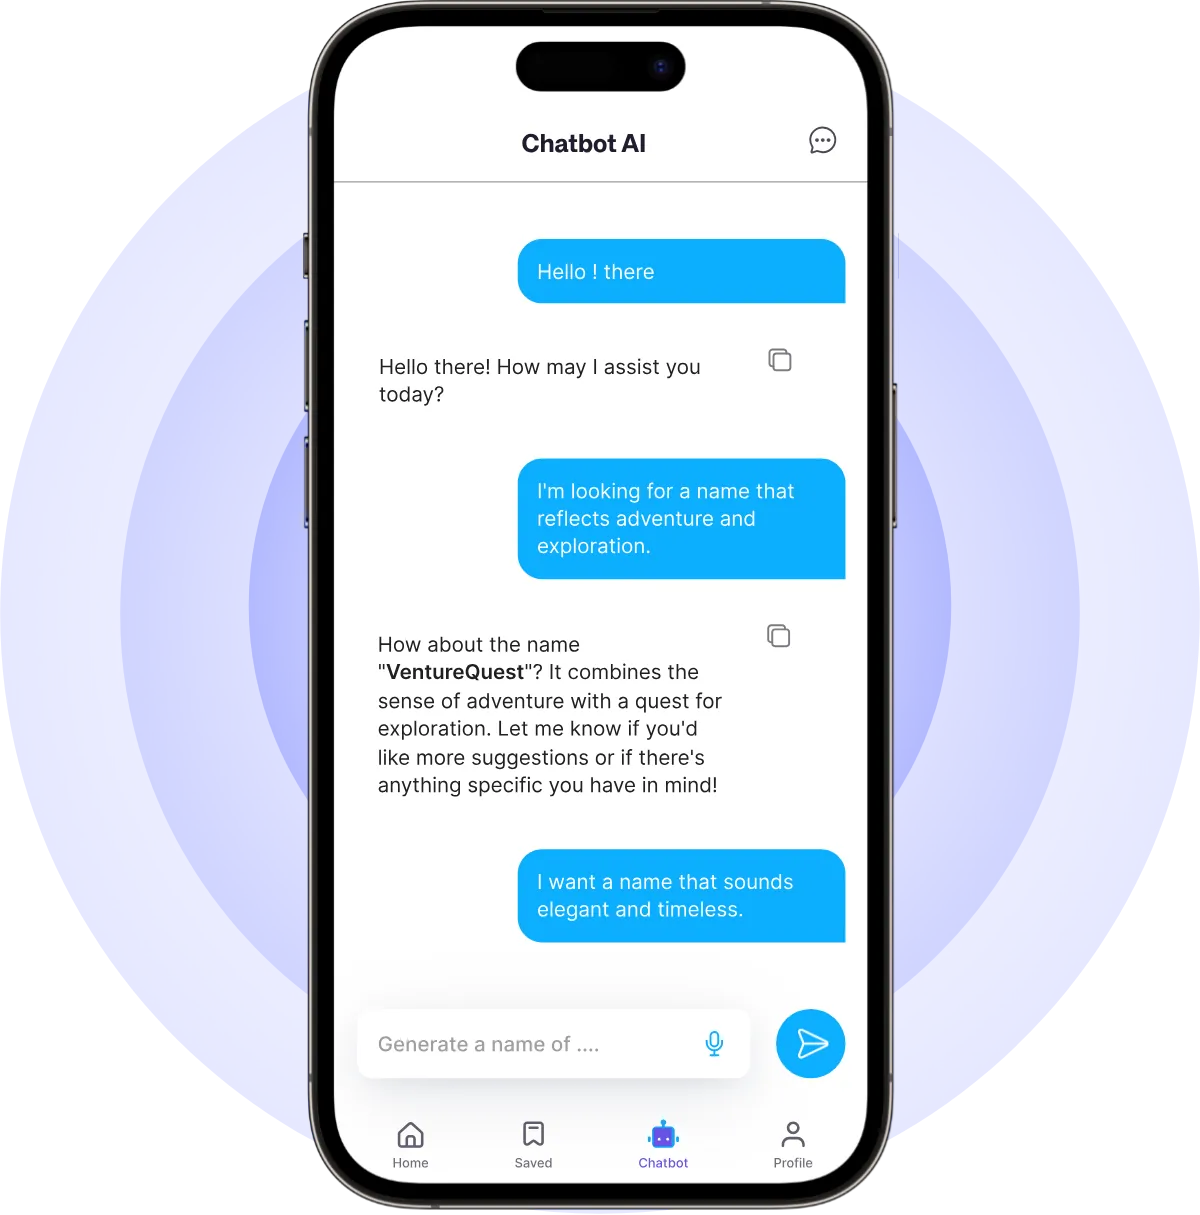 Chatbot AI
Hello ! there
Hello there! How may I assist you
today?
I'm looking for a name that
reflects adventure and
exploration.
How about the name
"VentureQuest"? It combines the
sense of adventure with a quest for
exploration. Let me know if you'd
like more suggestions or if there's
anything specific you have in mind!
I want a name that sounds
elegant and timeless.
Generate a name of ....
Home Saved Chatbot Profile